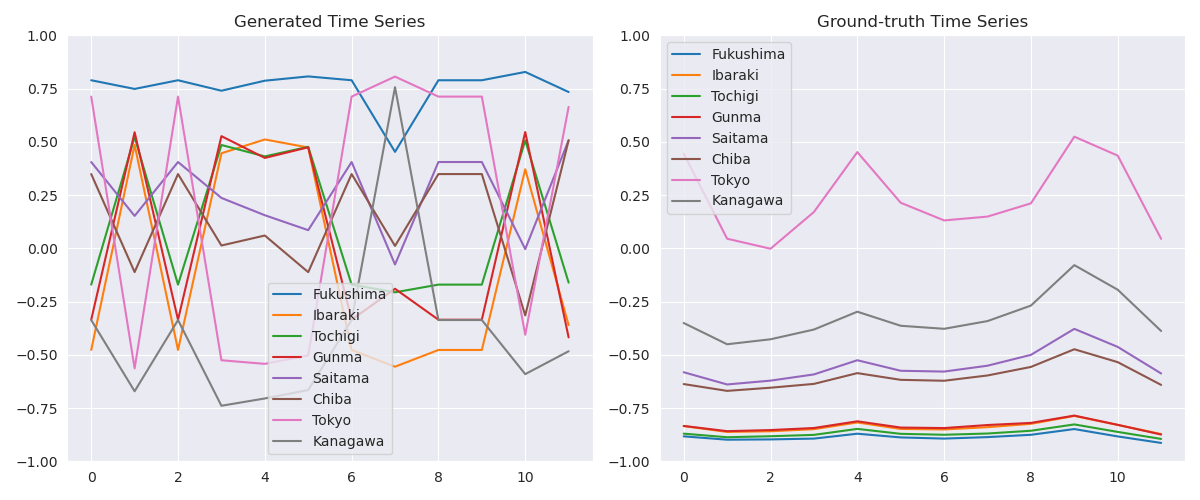 Generated Time Series
1.00
0.75
0.50
0.25
0.00
−0.25
−0.50
−0.75
−1.00
0
2
4
6
8
10
Fukushima
Ibaraki
Tochigi
Gunma
Saitama
Chiba
Tokyo
Kanagawa
Ground-truth Time Series
1.00
0.75
0.50
0.25
0.00
−0.25
−0.50
−0.75
−1.00
0
2
4
6
8
10
Fukushima
Ibaraki
Tochigi
Gunma
Saitama
Chiba
Tokyo
Kanagawa